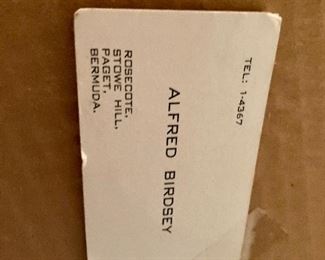 TEL: 1-4367
ALFRED BIRDSEY
ROSECOTE,
STOWE HILL,
PAGET,
BERMUDA.